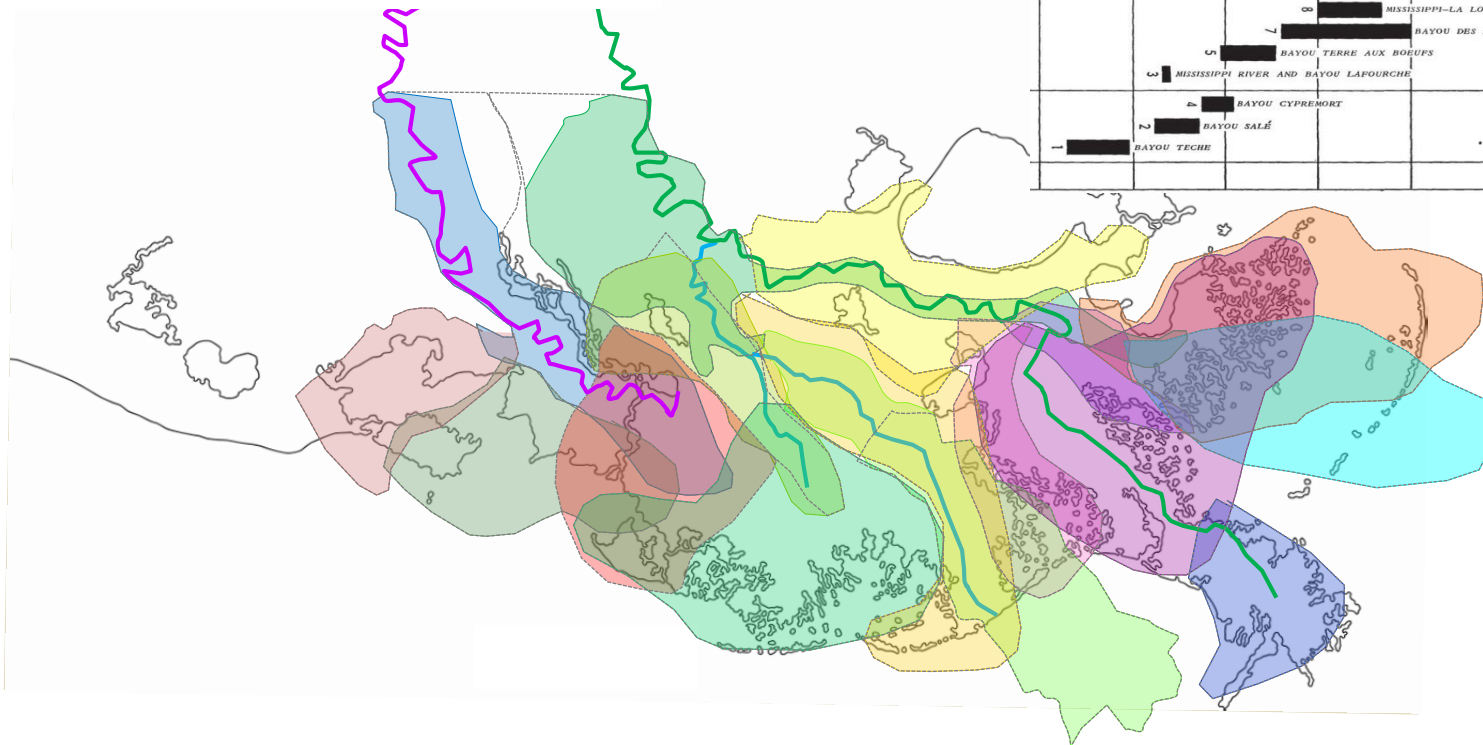 8 MISSISSIPPI-LA LO
7 BAYOU DES
5 BAYOU TERRE AUX BOEUFS
3 MISSISSIPPI RIVER AND BAYOU LAFOURCHE
4 BAYOU CYPREMORT
2 BAYOU SALÉ
1 BAYOU TECHE